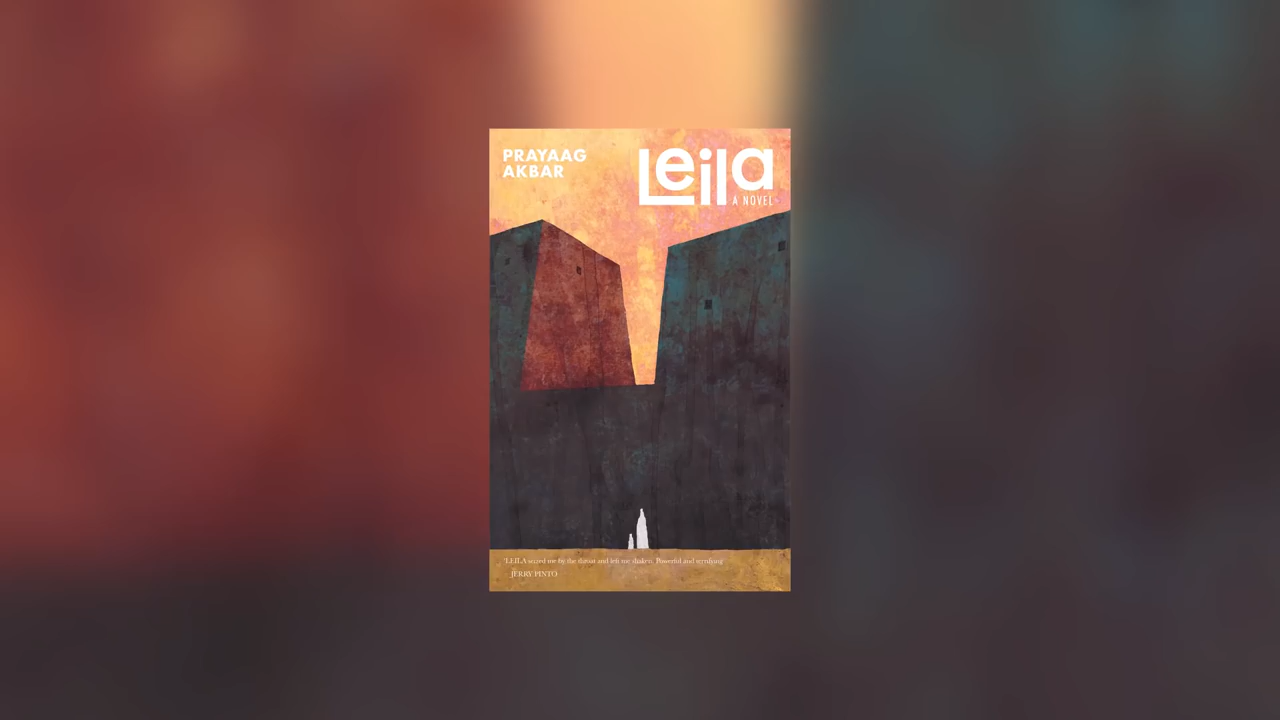 PRAYAAG
AKBAR
Leila
A NOVEL
'LEILA seized me by the throat and left me shaken. Powerful and terrifying'
JERRY PINTO